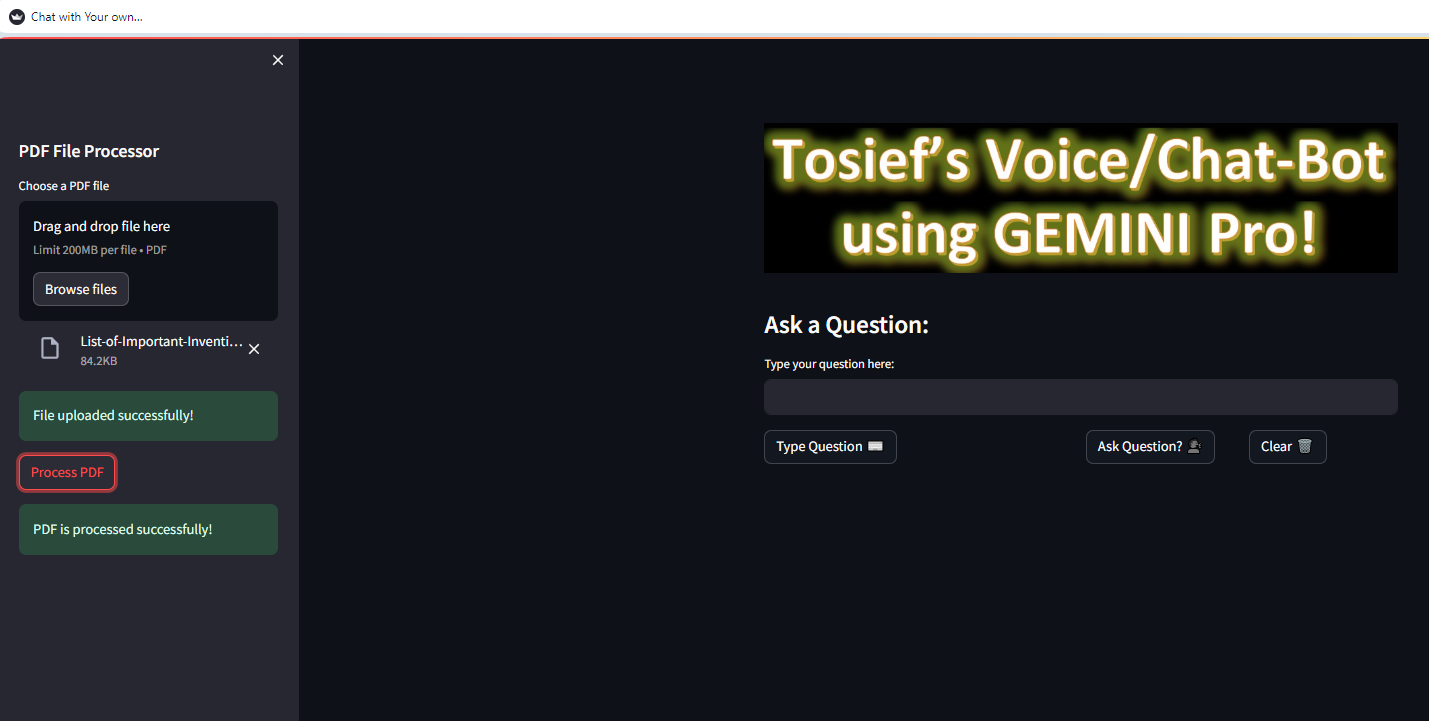 Chat with Your own...
PDF File Processor
Choose a PDF file
Drag and drop file here
Limit 200MB per file • PDF
Browse files
List-of-Important-Inventi...
84.2KB
File uploaded successfully!
Process PDF
PDF is processed successfully!
Tosief’s Voice/Chat-Bot
using GEMINI Pro!
Ask a Question:
Type your question here:
Type Question
Ask Question?
Clear